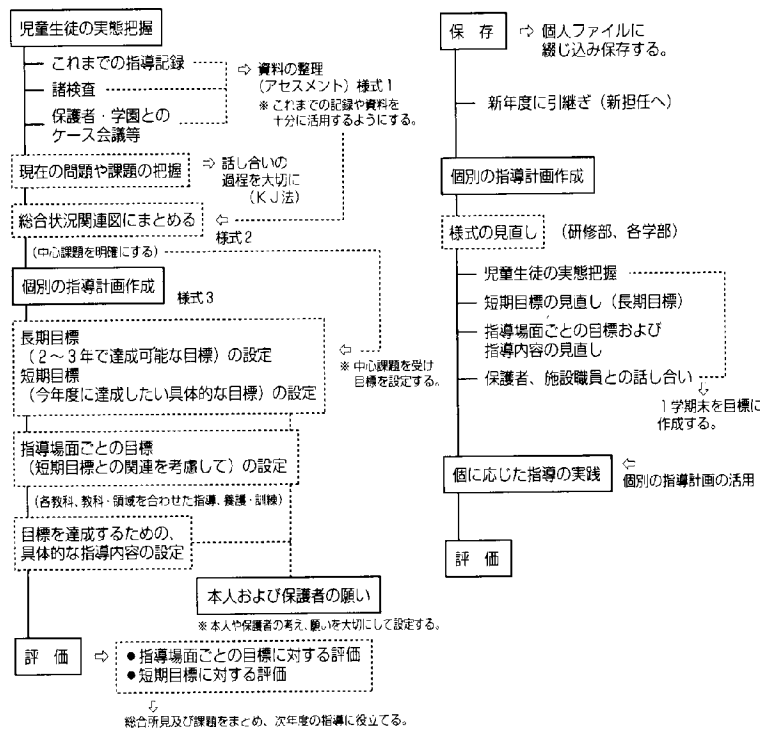 児童生徒の実態把握
これまでの指導記録
諸検査
保護者・学園との
ケース会議等
⇨ 資料の整理
(アセスメント) 様式1
※ これまでの記録や資料を
十分に活用するようにする。
現在の問題や課題の把握
⇨ 話し合いの
過程を大切に
(KJ法)
総合状況関連図にまとめる
様式2
(中心課題を明確にする)
個別の指導計画作成
様式3
長期目標
(2〜3年で達成可能な目標)の設定
短期目標
(今年度に達成したい具体的な目標)の設定
※ 中心課題を受け
目標を設定する。
指導場面ごとの目標
(短期目標との関連を考慮して)の設定
(各教科、教科・領域を合わせた指導、養護・訓練)
目標を達成するための、
具体的な指導内容の設定
本人および保護者の願い
※ 本人や保護者の考え、願いを大切にして設定する。
評 価
●指導場面ごとの目標に対する評価
●短期目標に対する評価
総合所見及び課題をまとめ、次年度の指導に役立てる。
保 存
⇨ 個人ファイルに
綴じ込み保存する。
新年度に引継ぎ(新担任へ)
個別の指導計画作成
様式の見直し (研修部、各学部)
児童生徒の実態把握
短期目標の見直し(長期目標)
指導場面ごとの目標および
指導内容の見直し
保護者、施設職員との話し合い
1学期末を目標に
作成する。
個に応じた指導の実践
個別の指導計画の活用
評 価